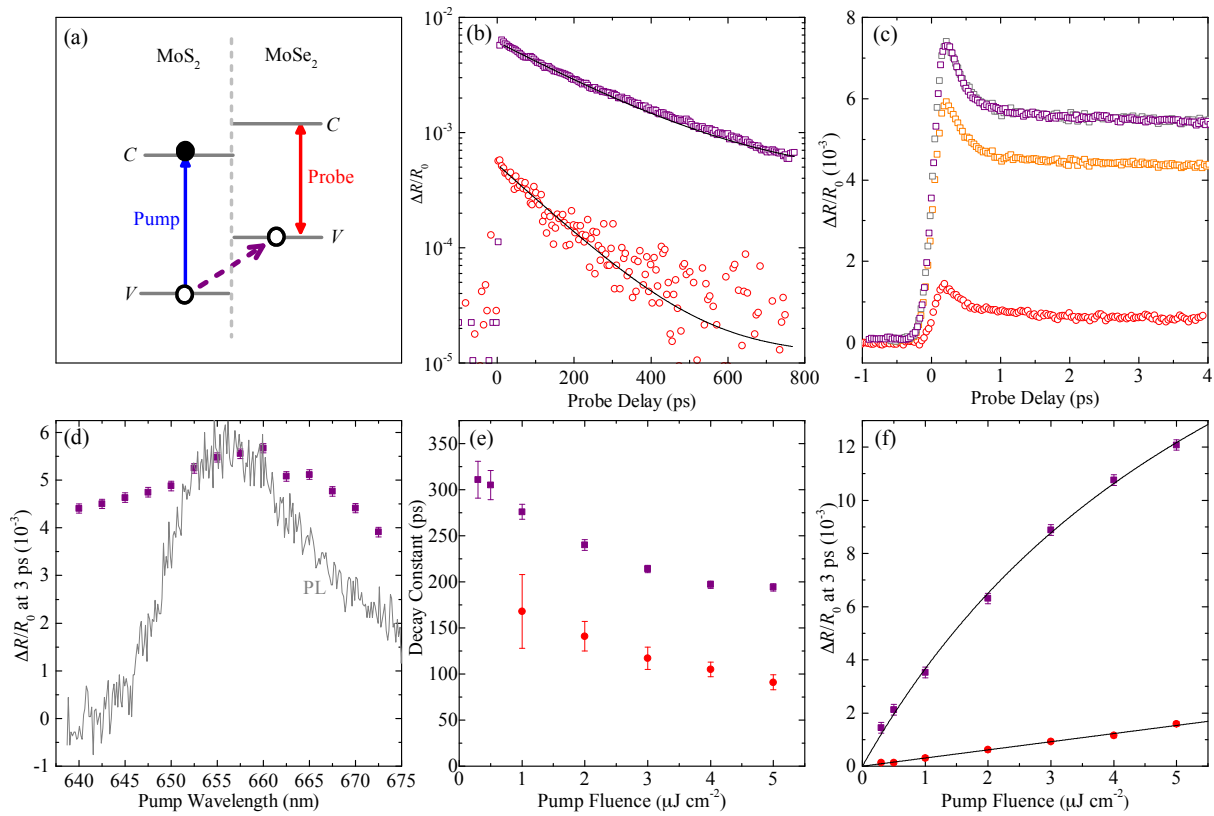 (a)
MoS2 MoSe2
C
C
Pump
Probe
V
V
(b)
10-2
10-3
10-4
10-5
ΔR/R0
0 200 400 600 800
Probe Delay (ps)
(c)
8
6
4
2
0
ΔR/R0 (10-3)
-1 0 1 2 3 4
Probe Delay (ps)
(d)
6
5
4
3
2
1
0
-1
ΔR/R0 at 3 ps (10-3)
PL
640 645 650 655 660 665 670 675
Pump Wavelength (nm)
(e)
350
300
250
200
150
100
50
0
Decay Constant (ps)
0 1 2 3 4 5
Pump Fluence (μJ cm-2)
(f)
12
10
8
6
4
2
0
ΔR/R0 at 3 ps (10-3)
1 2 3 4 5
Pump Fluence (μJ cm-2)